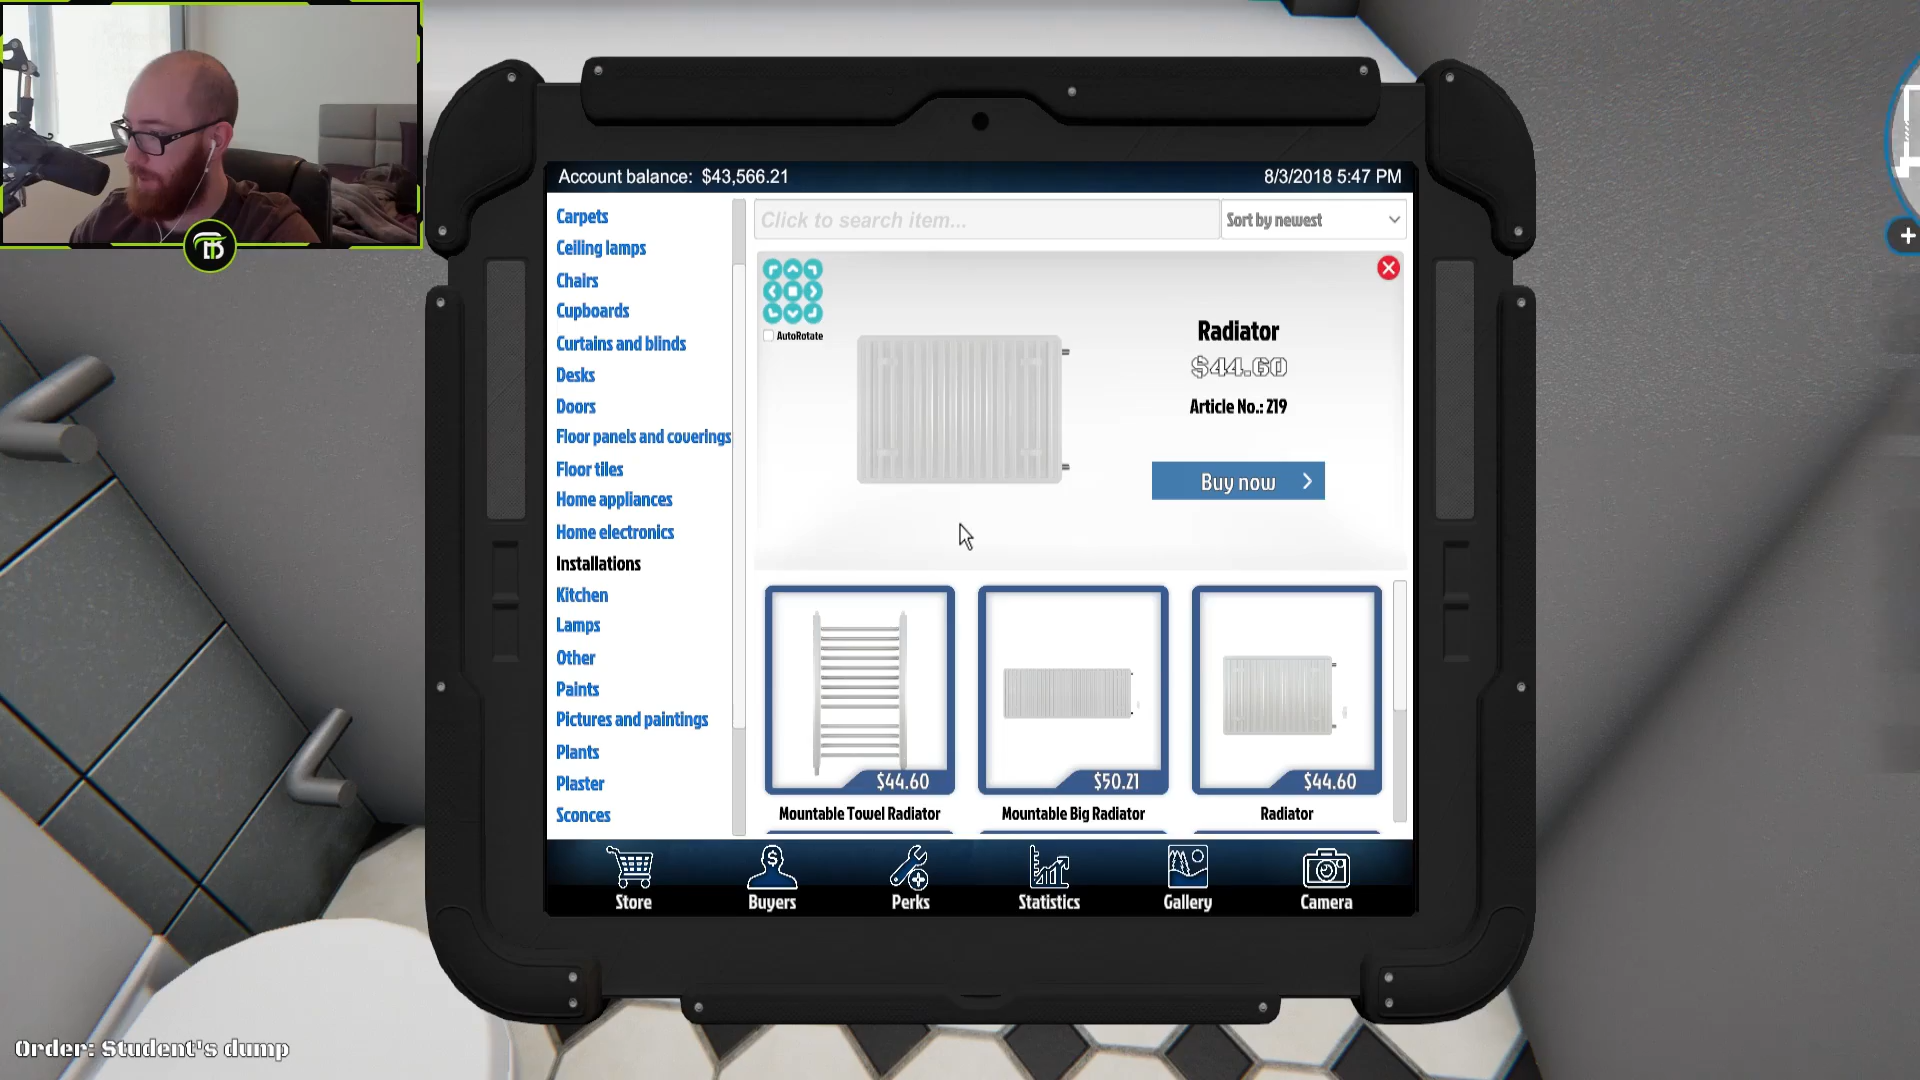 Account balance: $43,566.21
8/3/2018 5:47 PM
Carpets
Ceiling lamps
Chairs
Cupboards
Curtains and blinds
Desks
Doors
Floor panels and coverings
Floor tiles
Home appliances
Home electronics
Installations
Kitchen
Lamps
Other
Paints
Pictures and paintings
Plants
Plaster
Sconces
Click to search item...
Sort by newest
AutoRotate
Radiator
$44.60
Article No.: 219
Buy now
$44.60
Mountable Towel Radiator
$50.21
Mountable Big Radiator
$44.60
Radiator
Store
Buyers
Perks
Statistics
Gallery
Camera
Order: Student's dump